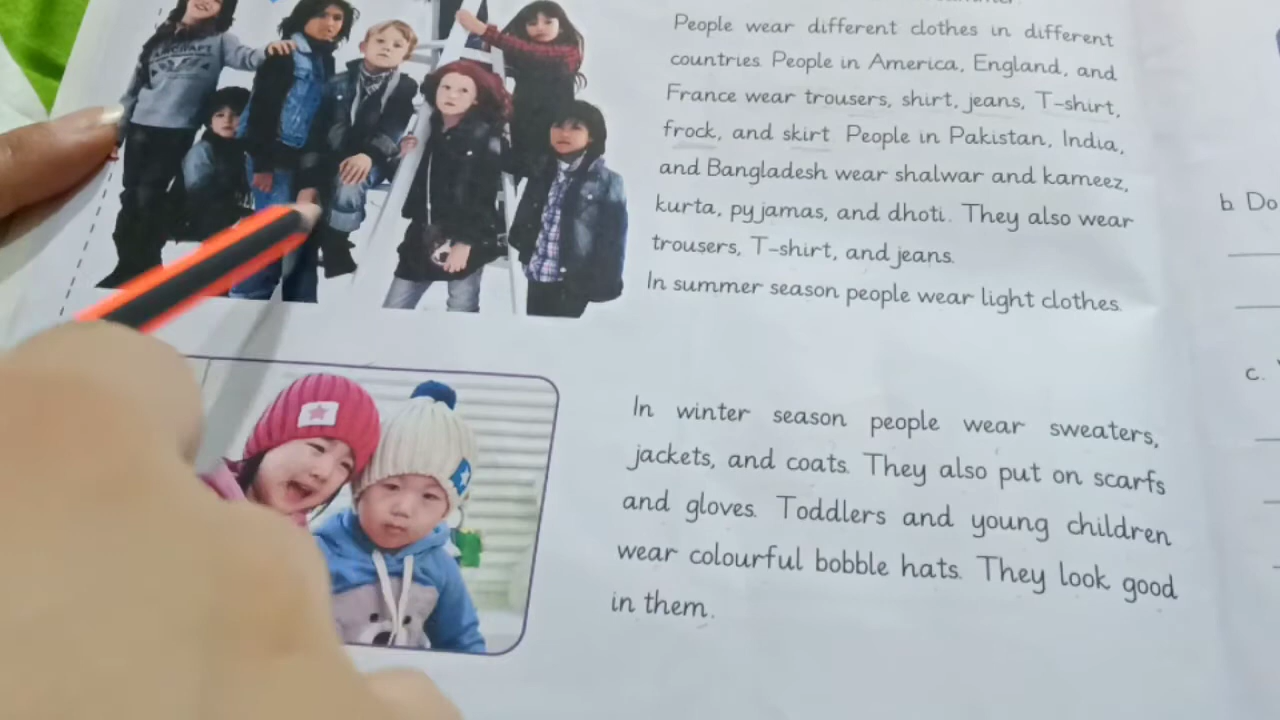 People wear different clothes in different
countries. People in America, England, and
France wear trousers, shirt, jeans, T-shirt,
frock, and skirt. People in Pakistan, India,
and Bangladesh wear shalwar and kameez,
kurta, pyjamas, and dhoti. They also wear
trousers, T-shirt, and jeans.
In summer season people wear light clothes.
In winter season people wear sweaters,
jackets, and coats. They also put on scarfs
and gloves. Toddlers and young children
wear colourful bobble hats. They look good
in them.
b. Do
c.